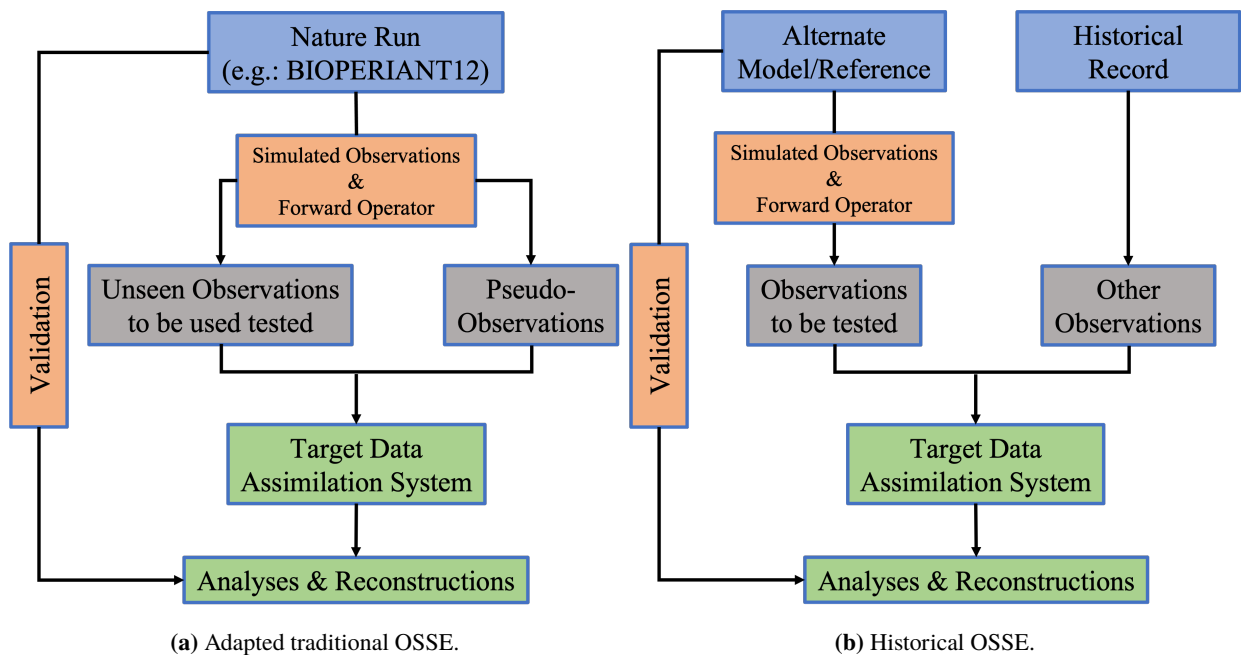 Nature Run
(e.g.: BIOPERIANT12)
Simulated Observations
&
Forward Operator
Unseen Observations
to be used tested
Pseudo-
Observations
Validation
Target Data
Assimilation System
Analyses & Reconstructions
(a) Adapted traditional OSSE.
Alternate
Model/Reference
Historical
Record
Simulated Observations
&
Forward Operator
Observations
to be tested
Other
Observations
Validation
Target Data
Assimilation System
Analyses & Reconstructions
(b) Historical OSSE.